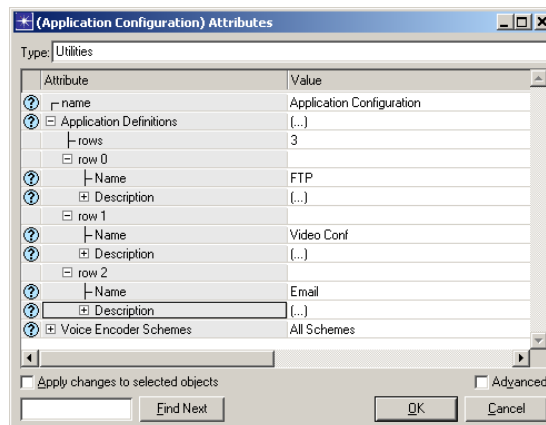 (Application Configuration) Attributes
Type: Utilities
Attribute Value
name Application Configuration
Application Definitions (...)
rows 3
row 0
Name FTP
Description (...)
row 1
Name Video Conf
Description (...)
row 2
Name Email
Description (...)
Voice Encoder Schemes All Schemes
Apply changes to selected objects Advanced
Find Next OK Cancel